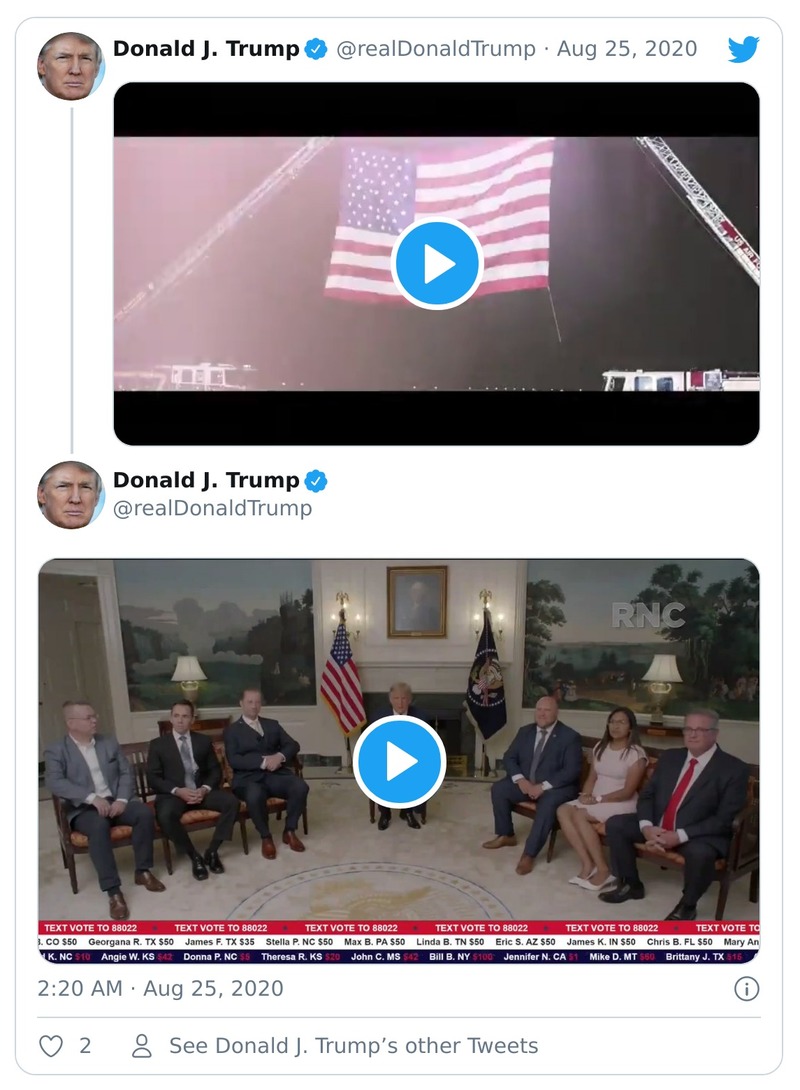 Donald J. Trump @realDonaldTrump · Aug 25, 2020
US AIR
Donald J. Trump
@realDonaldTrump
RNC
TEXT VOTE TO 88022 TEXT VOTE TO 88022 TEXT VOTE TO 88022 TEXT VOTE TO 88022 TEXT VOTE TO 88022 TEXT VOTE TO
. CO $50 Georgana R. TX $50 James F. TX $35 Stella P. NC $50 Max B. PA $50 Linda B. TN $50 Eric S. AZ $50 James K. IN $50 Chris B. FL $50 Mary An
K. NC $10 Angie W. KS $42 Donna P. NC $5 Theresa R. KS $20 John C. MS $42 Bill B. NY $100 Jennifer N. CA $1 Mike D. MT $60 Brittany J. TX $16
2:20 AM · Aug 25, 2020
2 See Donald J. Trump’s other Tweets